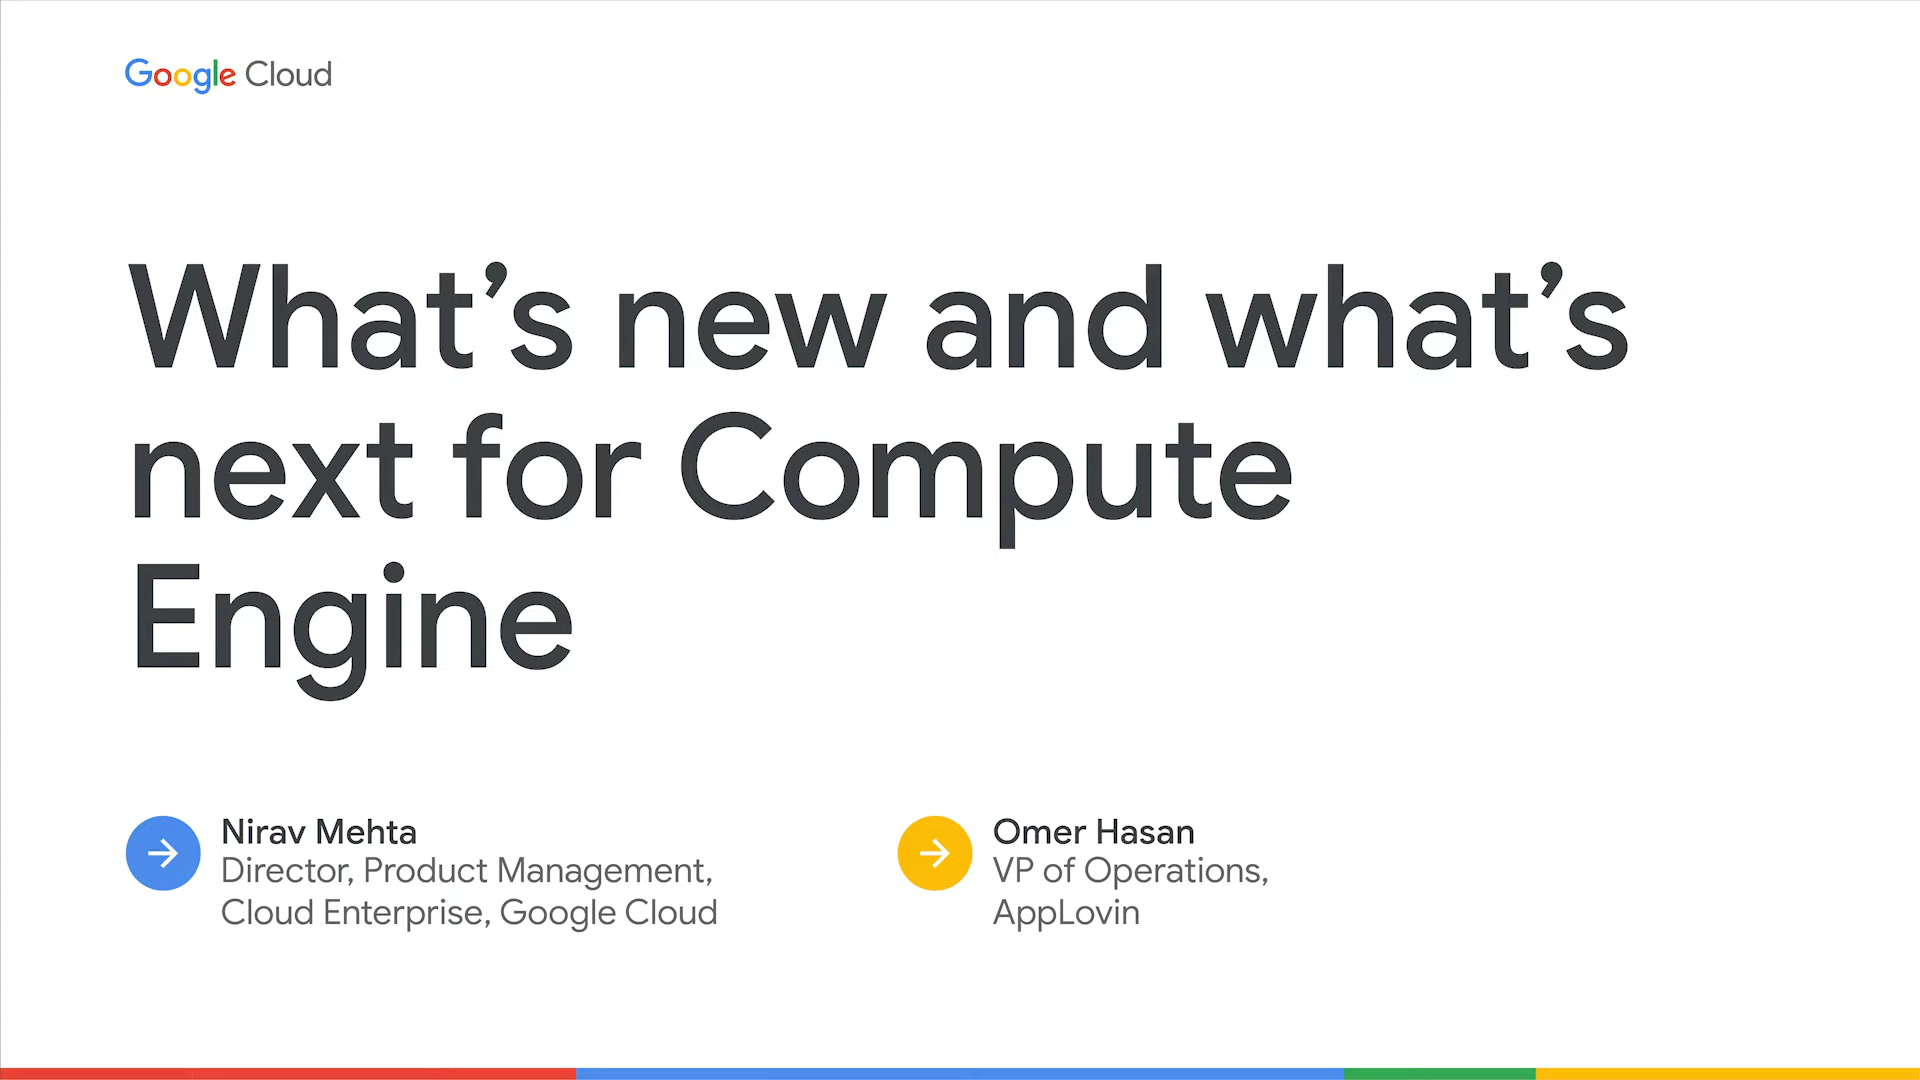 Google Cloud
What’s new and what’s
next for Compute
Engine
Nirav Mehta
Director, Product Management,
Cloud Enterprise, Google Cloud
Omer Hasan
VP of Operations,
AppLovin